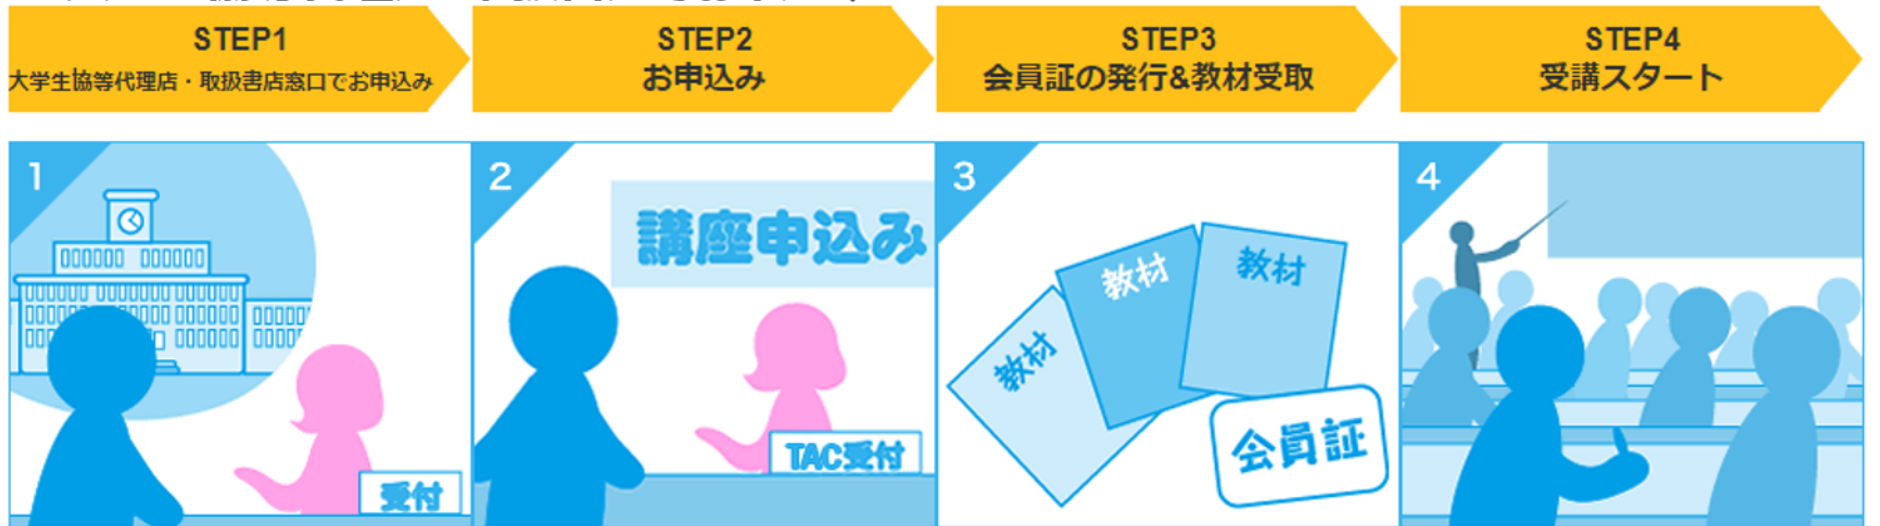 STEP1
大学生協等代理店・取扱書店窓口でお申込み
STEP2
お申込み
STEP3
会員証の発行&教材受取
STEP4
受講スタート
1
受付
2
講座申込み
TAC受付
3
教材
教材
教材
会員証
4